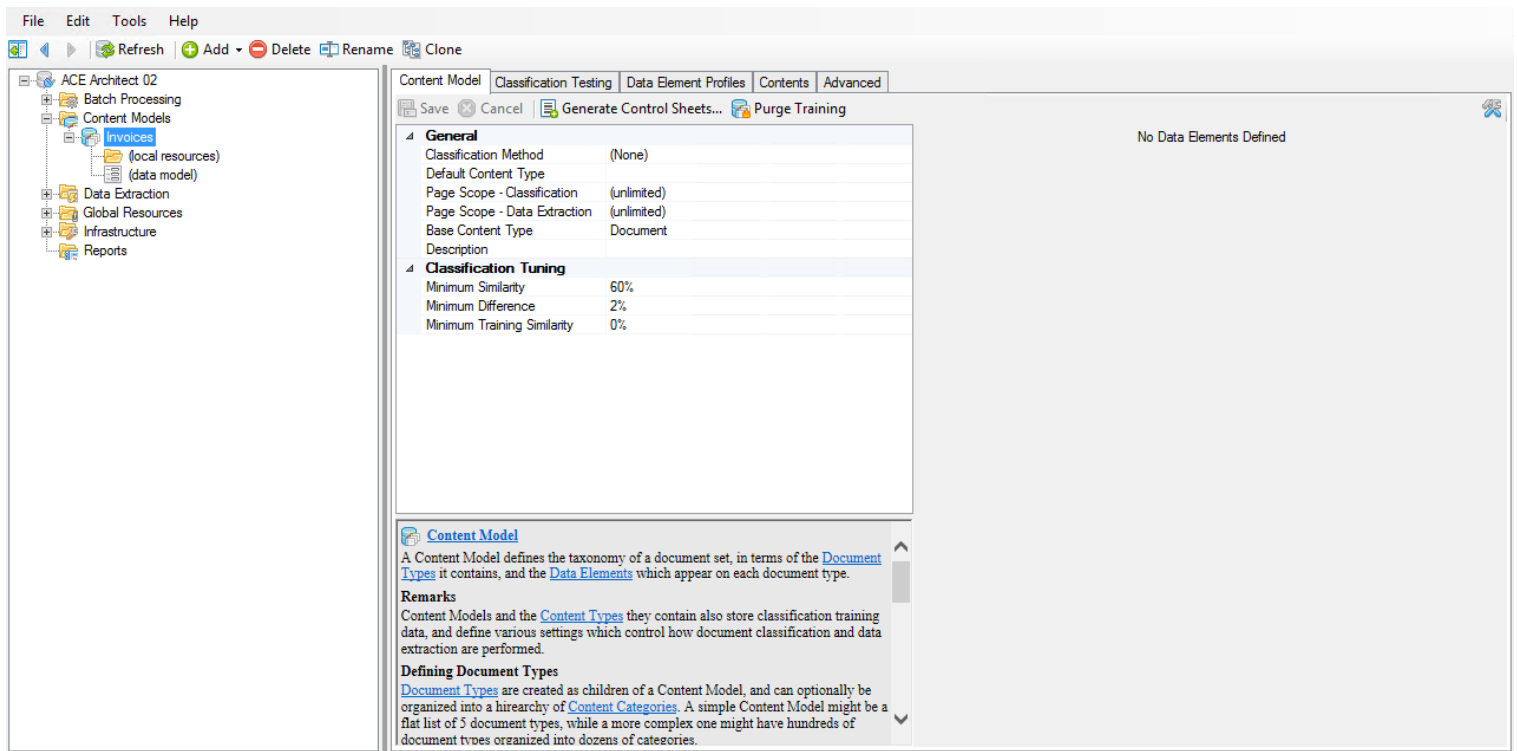 File Edit Tools Help
Refresh Add Delete Rename Clone
ACE Architect 02
Batch Processing
Content Models
Invoices
(local resources)
(data model)
Data Extraction
Global Resources
Infrastructure
Reports
Content Model Classification Testing Data Element Profiles Contents Advanced
Save Cancel Generate Control Sheets... Purge Training
General
Classification Method (None)
Default Content Type
Page Scope - Classification (unlimited)
Page Scope - Data Extraction (unlimited)
Base Content Type Document
Description
Classification Tuning
Minimum Similarity 60%
Minimum Difference 2%
Minimum Training Similarity 0%
Content Model
A Content Model defines the taxonomy of a document set, in terms of the Document
Types it contains, and the Data Elements which appear on each document type.
Remarks
Content Models and the Content Types they contain also store classification training
data, and define various settings which control how document classification and data
extraction are performed.
Defining Document Types
Document Types are created as children of a Content Model, and can optionally be
organized into a hirearchy of Content Categories. A simple Content Model might be a
flat list of 5 document types, while a more complex one might have hundreds of
document types organized into dozens of categories.
No Data Elements Defined